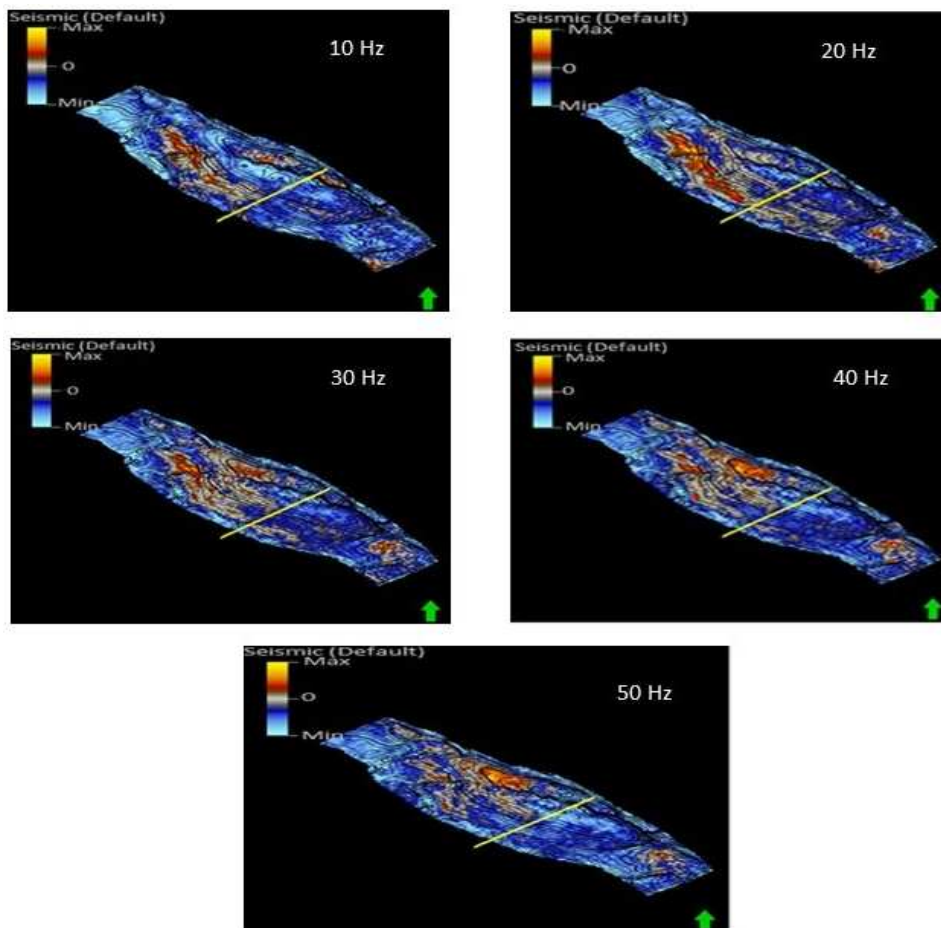 Seismic (Default)
Max
0
Min
10 Hz
Seismic (Default)
Max
0
Min
20 Hz
Seismic (Default)
Max
0
Min
30 Hz
Seismic (Default)
Max
0
Min
40 Hz
Seismic (Default)
Max
0
Min
50 Hz